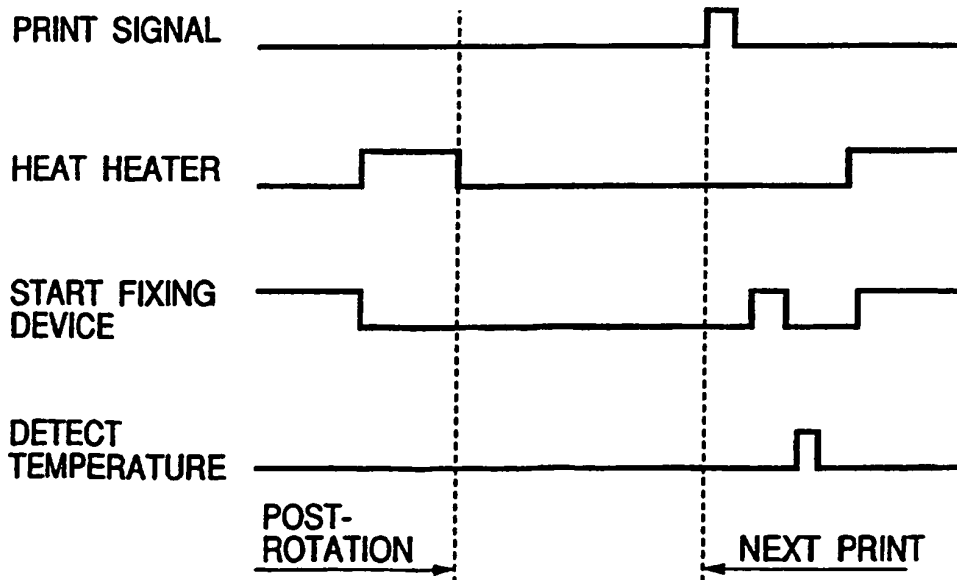 PRINT SIGNAL
HEAT HEATER
START FIXING
DEVICE
DETECT
TEMPERATURE
POST-
ROTATION
NEXT PRINT